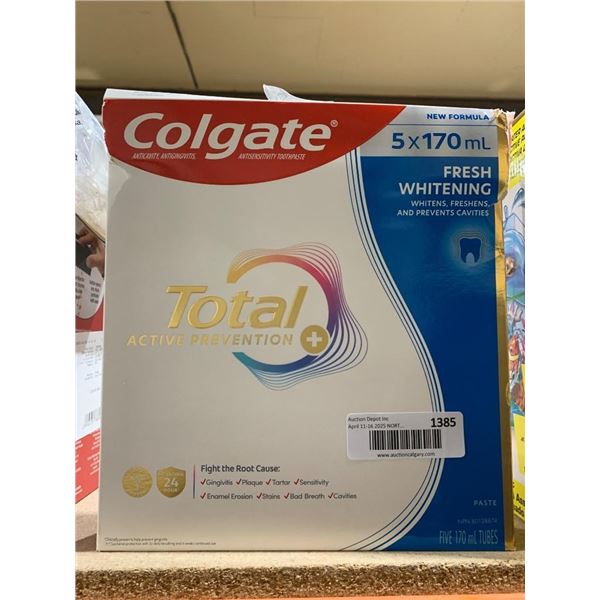 Colgate®
ANTICAVITY, ANTIGINGIVITIS,
ANTISENSITIVITY TOOTHPASTE
NEW FORMULA
5 x 170 mL
FRESH
WHITENING
WHITENS, FRESHENS,
AND PREVENTS CAVITIES
Total
ACTIVE PREVENTION +
Auction Depot Inc
April 11-16 2025 NORT...
1385
www.auctioncalgary.com
24
HOUR
Fight the Root Cause:
✓Gingivitis ✓Plaque ✓Tartar ✓Sensitivity
✓Enamel Erosion ✓Stains ✓Bad Breath ✓Cavities
PASTE
FIVE 170 mL TUBES